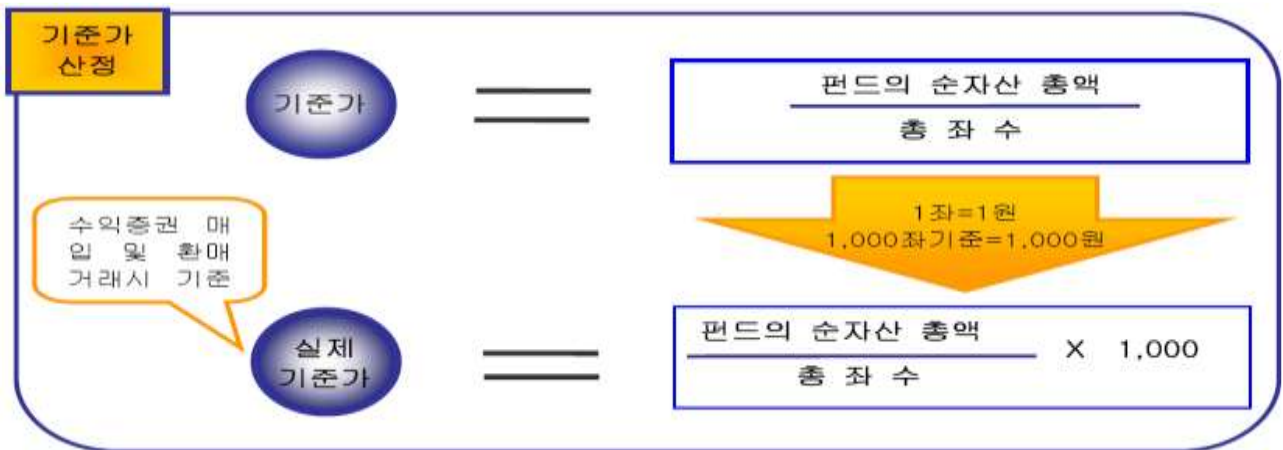 기준가
산정
기준가
펀드의 순자산 총액
총 좌 수
1좌=1원
1,000좌기준=1,000원
수익증권 매
입 및 환매
거래시 기준
실제
기준가
펀드의 순자산 총액
총 좌 수
X 1,000